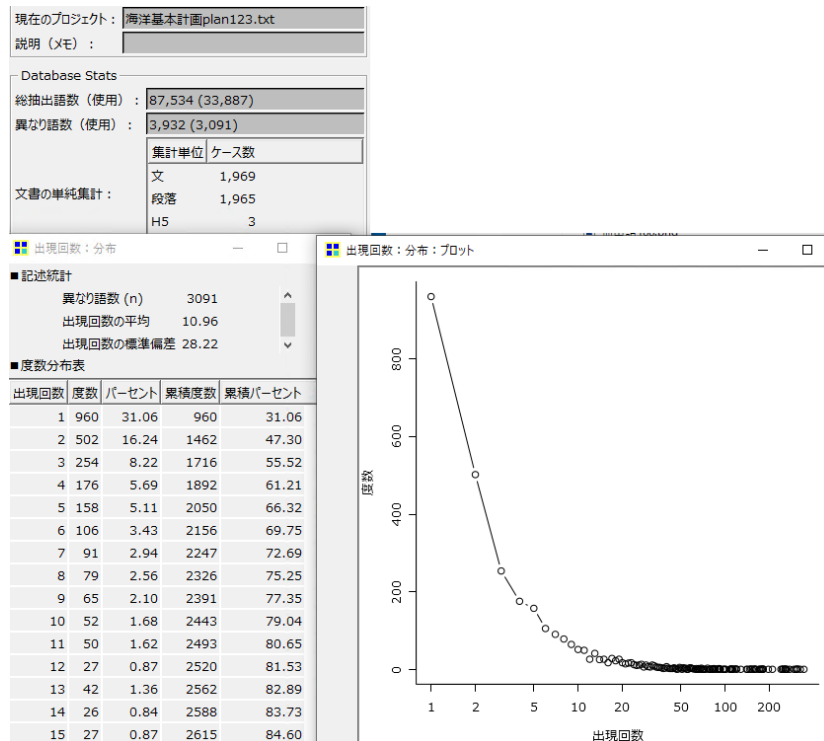 現在のプロジェクト： 海洋基本計画plan123.txt
説明（メモ）：
Database Stats
総抽出語数（使用）： 87,534 (33,887)
異なり語数（使用）： 3,932 (3,091)
集計単位 ケース数
文 1,969
文書の単純集計：
段落 1,965
H5 3
出現回数：分布
出現回数：分布：プロット
■記述統計
異なり語数 (n) 3091
出現回数の平均 10.96
出現回数の標準偏差 28.22
■度数分布表
出現回数 度数 パーセント 累積度数 累積パーセント
1 960 31.06 960 31.06
2 502 16.24 1462 47.30
3 254 8.22 1716 55.52
4 176 5.69 1892 61.21
5 158 5.11 2050 66.32
6 106 3.43 2156 69.75
7 91 2.94 2247 72.69
8 79 2.56 2326 75.25
9 65 2.10 2391 77.35
10 52 1.68 2443 79.04
11 50 1.62 2493 80.65
12 27 0.87 2520 81.53
13 42 1.36 2562 82.89
14 26 0.84 2588 83.73
15 27 0.87 2615 84.60
800
600
400
200
0
度数
1 2 5 10 20 50 100 200
出現回数